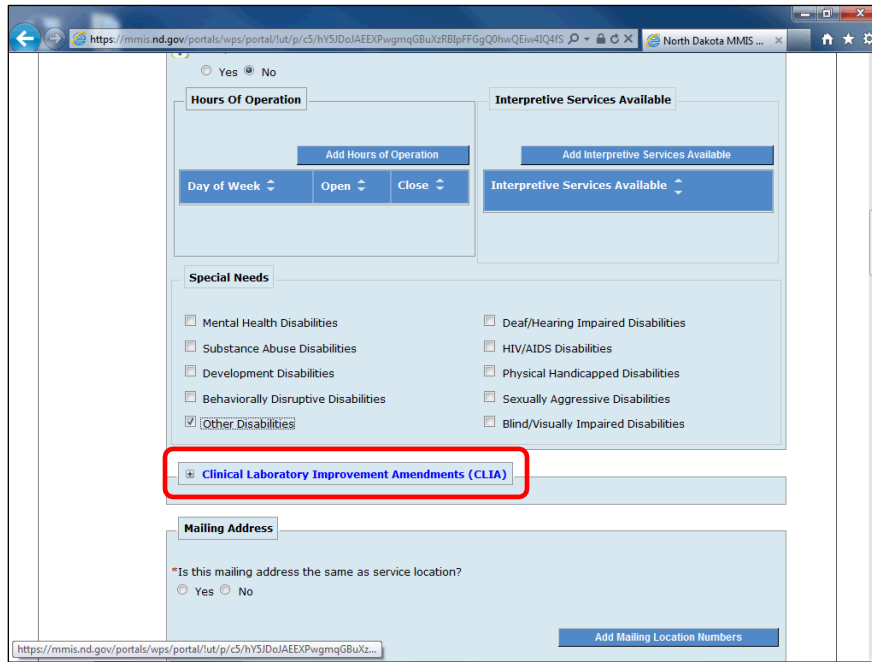 https://mmis.nd.gov/portals/wps/portal/!ut/p/c5/hY5JDoJAEEXPwgmqGBuXzRBIpFFGgQ0hwQEiw4IQ4fS
North Dakota MMIS ...
Yes No
Hours Of Operation
Interpretive Services Available
Add Hours of Operation
Add Interpretive Services Available
Day of Week Open Close
Interpretive Services Available
Special Needs
Mental Health Disabilities
Deaf/Hearing Impaired Disabilities
Substance Abuse Disabilities
HIV/AIDS Disabilities
Development Disabilities
Physical Handicapped Disabilities
Behaviorally Disruptive Disabilities
Sexually Aggressive Disabilities
Other Disabilities
Blind/Visually Impaired Disabilities
Clinical Laboratory Improvement Amendments (CLIA)
Mailing Address
*Is this mailing address the same as service location?
Yes No
Add Mailing Location Numbers
https://mmis.nd.gov/portals/wps/portal/!ut/p/c5/hY5JDoJAEEXPwgmqGBuXz...